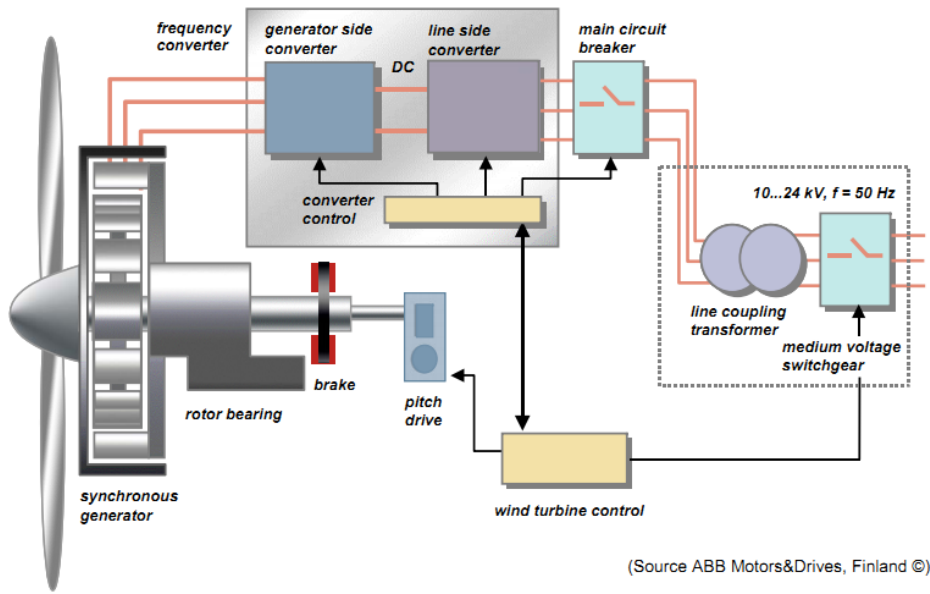 frequency
converter
generator side
converter
DC
line side
converter
main circuit
breaker
converter
control
10...24 kV, f = 50 Hz
line coupling
transformer
medium voltage
switchgear
brake
rotor bearing
pitch
drive
synchronous
generator
wind turbine control
(Source ABB Motors&Drives, Finland ©)